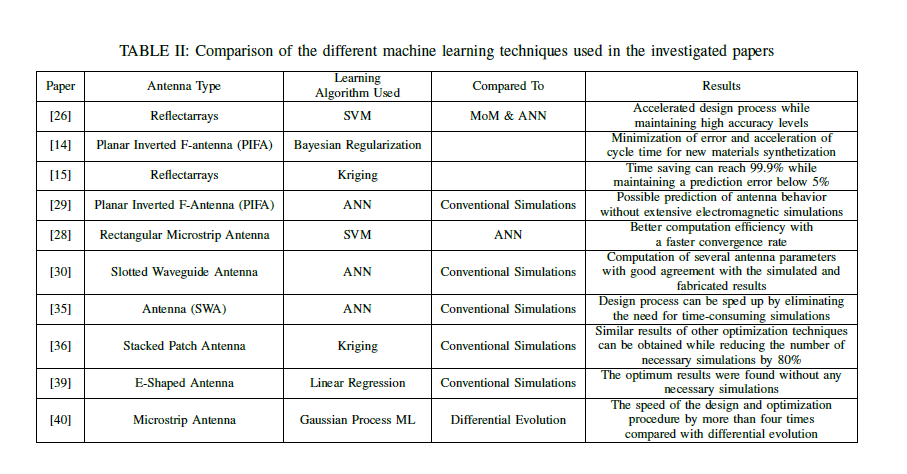 TABLE II: Comparison of the different machine learning techniques used in the investigated papers
Paper Antenna Type Learning Algorithm Used Compared To Results
[26] Reflectarrays SVM MoM & ANN Accelerated design process while maintaining high accuracy levels
[14] Planar Inverted F-antenna (PIFA) Bayesian Regularization Minimization of error and acceleration of cycle time for new materials synthetization
[15] Reflectarrays Kriging Time saving can reach 99.9% while maintaining a prediction error below 5%
[29] Planar Inverted F-Antenna (PIFA) ANN Conventional Simulations Possible prediction of antenna behavior without extensive electromagnetic simulations
[28] Rectangular Microstrip Antenna SVM ANN Better computation efficiency with a faster convergence rate
[30] Slotted Waveguide Antenna ANN Conventional Simulations Computation of several antenna parameters with good agreement with the simulated and fabricated results
[35] Antenna (SWA) ANN Conventional Simulations Design process can be sped up by eliminating the need for time-consuming simulations
[36] Stacked Patch Antenna Kriging Conventional Simulations Similar results of other optimization techniques can be obtained while reducing the number of necessary simulations by 80%
[39] E-Shaped Antenna Linear Regression Conventional Simulations The optimum results were found without any necessary simulations
[40] Microstrip Antenna Gaussian Process ML Differential Evolution The speed of the design and optimization procedure by more than four times compared with differential evolution